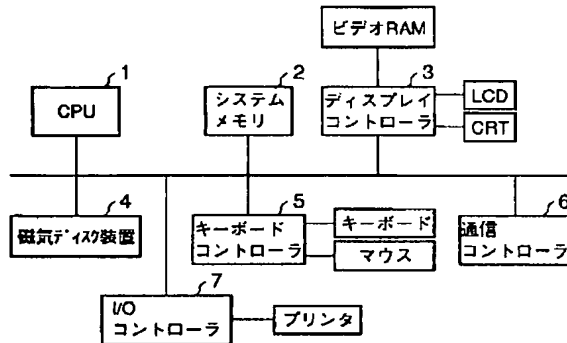 ビデオRAM
1
CPU
2
システム
メモリ
3
ディスプレイ
コントローラ
LCD
CRT
4
磁気ディスク装置
5
キーボード
コントローラ
キーボード
マウス
6
通信
コントローラ
7
I/O
コントローラ
プリンタ